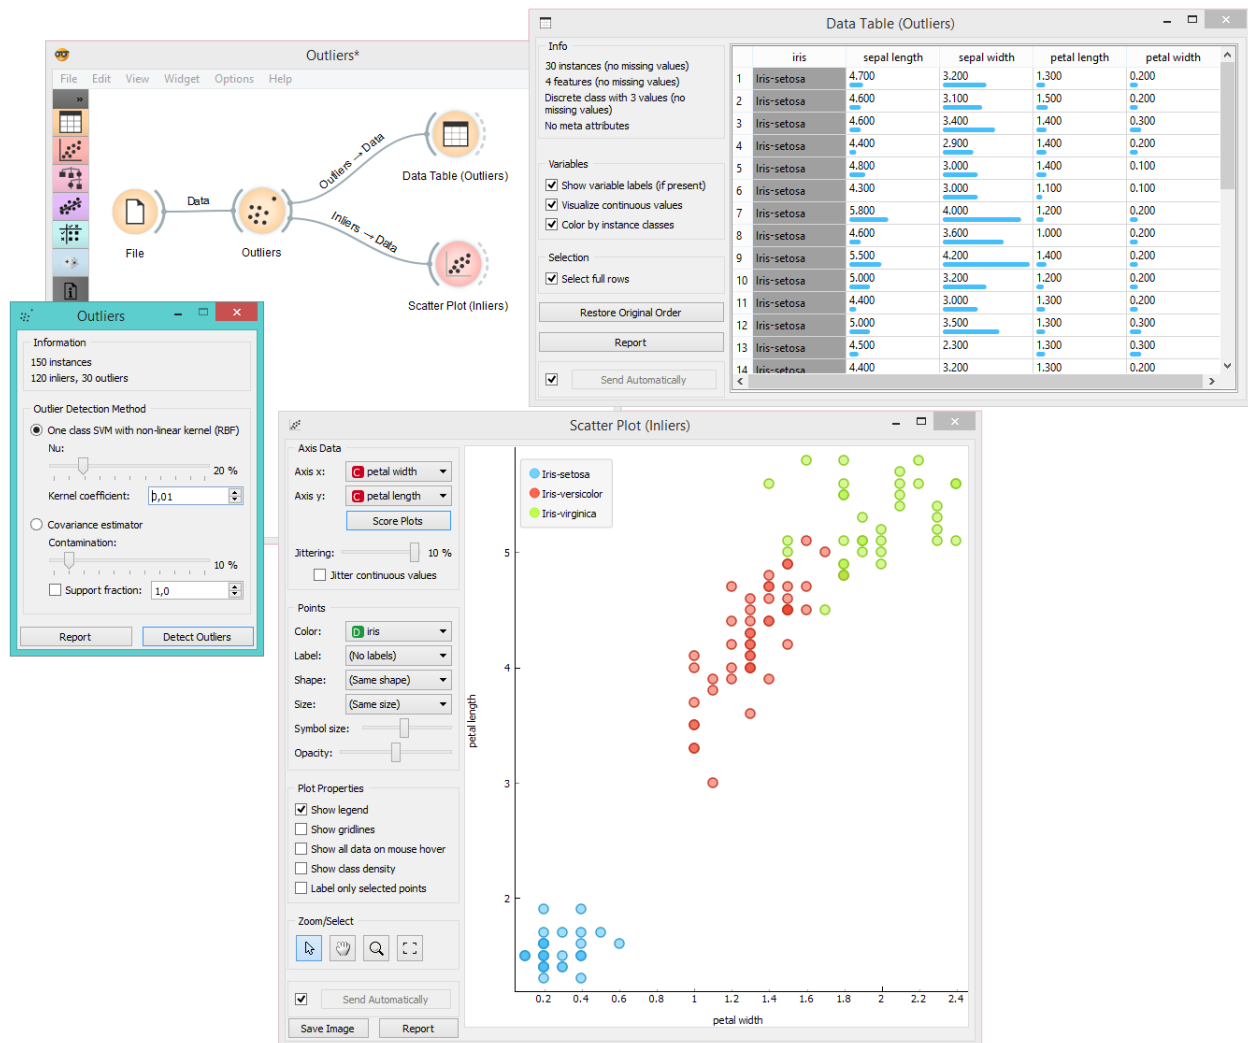 Outliers*
File Edit View Widget Options Help
»
File
Data
Outliers
Outliers → Data
Data Table (Outliers)
Inliers → Data
Scatter Plot (Inliers)
Data Table (Outliers)
Info
30 instances (no missing values)
4 features (no missing values)
Discrete class with 3 values (no
missing values)
No meta attributes
Variables
Show variable labels (if present)
Visualize continuous values
Color by instance classes
Selection
Select full rows
Restore Original Order
Report
Send Automatically
iris sepal length sepal width petal length petal width
1 Iris-setosa 4.700 3.200 1.300 0.200
2 Iris-setosa 4.600 3.100 1.500 0.200
3 Iris-setosa 4.600 3.400 1.400 0.300
4 Iris-setosa 4.400 2.900 1.400 0.200
5 Iris-setosa 4.800 3.000 1.400 0.100
6 Iris-setosa 4.300 3.000 1.100 0.100
7 Iris-setosa 5.800 4.000 1.200 0.200
8 Iris-setosa 4.600 3.600 1.000 0.200
9 Iris-setosa 5.500 4.200 1.400 0.200
10 Iris-setosa 5.000 3.200 1.200 0.200
11 Iris-setosa 4.400 3.000 1.300 0.200
12 Iris-setosa 5.000 3.500 1.300 0.300
13 Iris-setosa 4.500 2.300 1.300 0.300
14 Iris-setosa 4.400 3.200 1.300 0.200
Outliers
Information
150 instances
120 inliers, 30 outliers
Outlier Detection Method
One class SVM with non-linear kernel (RBF)
Nu:
20 %
Kernel coefficient: 0,01
Covariance estimator
Contamination:
10 %
Support fraction: 1,0
Report Detect Outliers
Scatter Plot (Inliers)
Axis Data
Axis x: C petal width
Axis y: C petal length
Score Plots
Jittering: 10 %
Jitter continuous values
Points
Color: D iris
Label: (No labels)
Shape: (Same shape)
Size: (Same size)
Symbol size:
Opacity:
Plot Properties
Show legend
Show gridlines
Show all data on mouse hover
Show class density
Label only selected points
Zoom/Select
Send Automatically
Save Image Report
Iris-setosa
Iris-versicolor
Iris-virginica
petal length
5
4
3
2
0.2 0.4 0.6 0.8 1 1.2 1.4 1.6 1.8 2 2.2 2.4
petal width